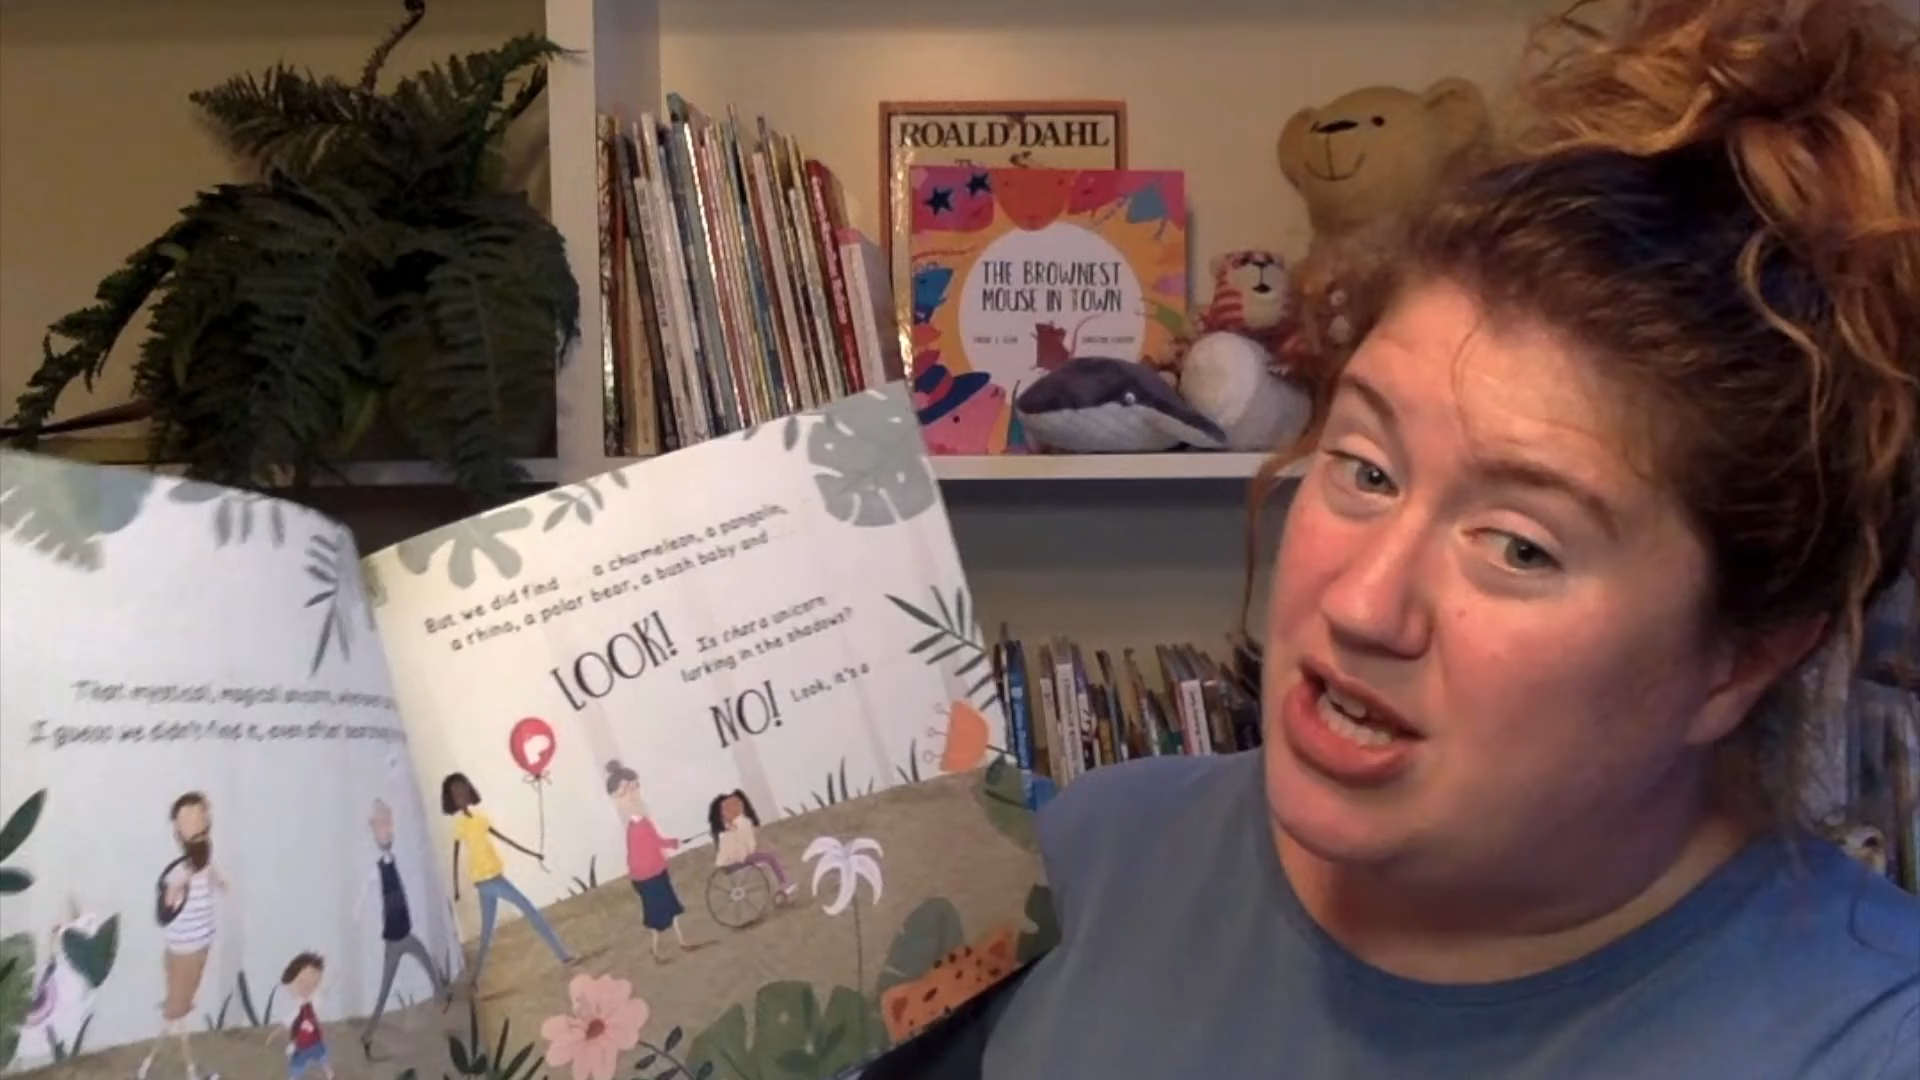 ROALD DAHL
THE BROWNEST
MOUSE IN TOWN
That mystical, magical unicorn,
I guess we didn't find it, even after searching
But we did find ... a chameleon, a pangolin,
a rhino, a polar bear, a bush baby and ...
LOOK! Is there a unicorn
lurking in the shadows?
NO! Look, it's a